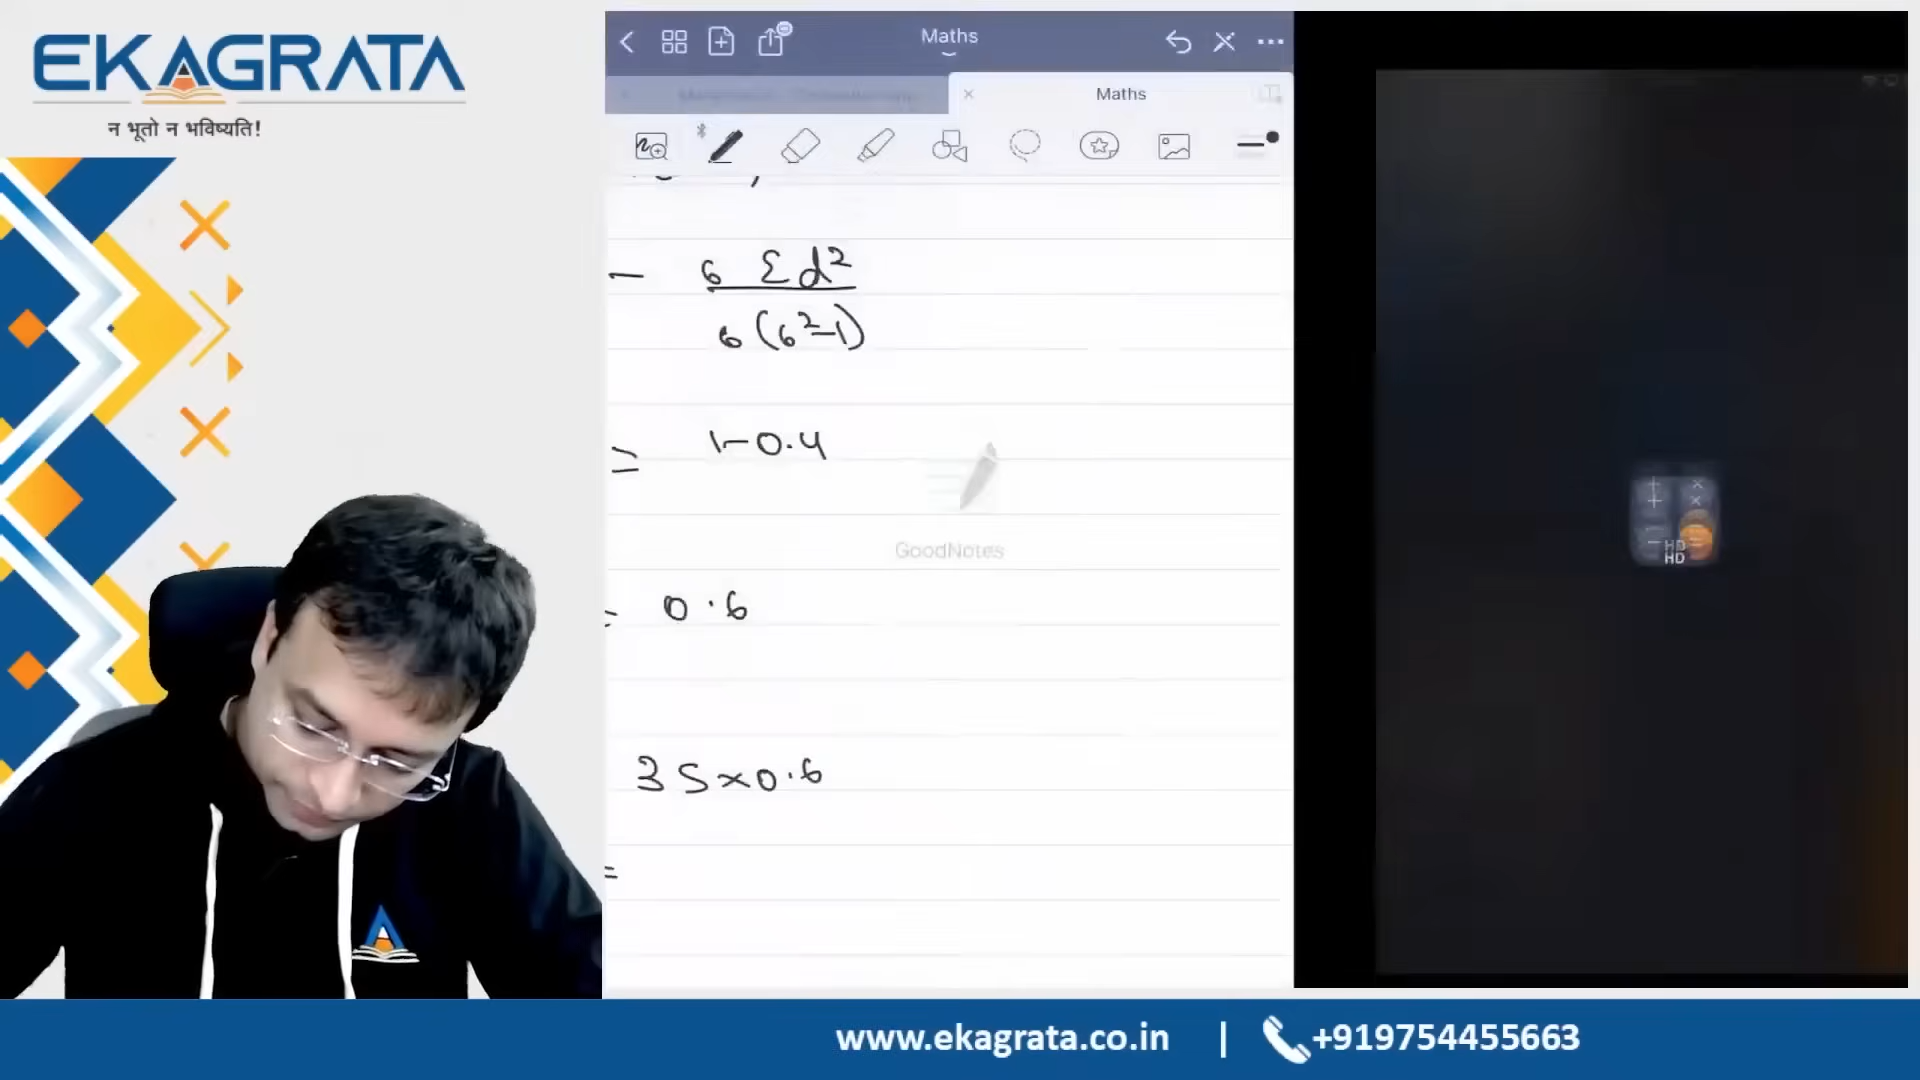 EKAGRATA
न भूतो न भविष्यति!
Maths
Maths
- 6 Σd²
6(6²-1)
= 1-0.4
GoodNotes
= 0.6
35×0.6
=
HD
HD
www.ekagrata.co.in | +919754455663